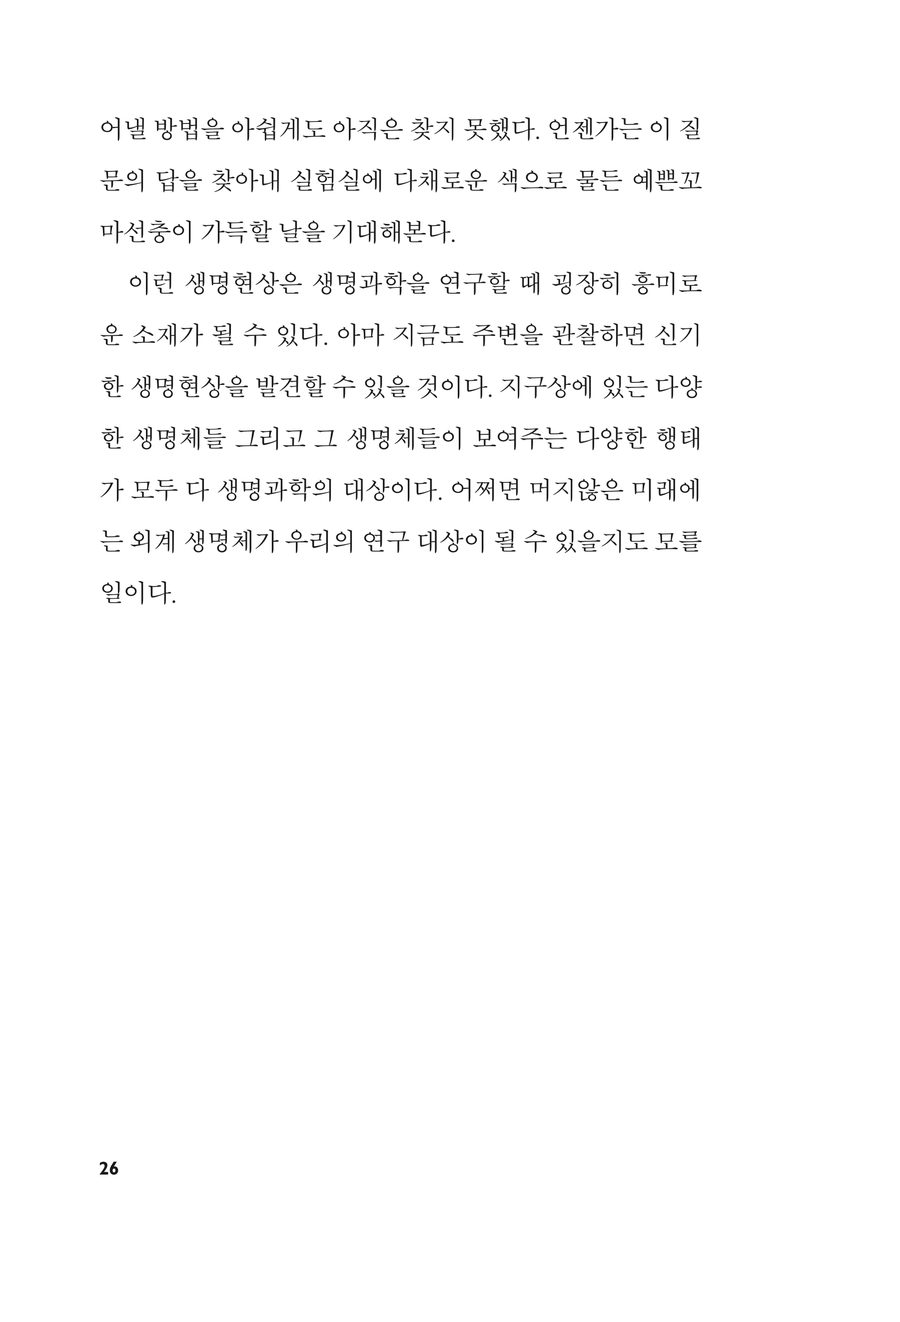 어낼 방법을 아쉽게도 아직은 찾지 못했다. 언젠가는 이 질
문의 답을 찾아내 실험실에 다채로운 색으로 물든 예쁜꼬
마선충이 가득할 날을 기대해본다.
이런 생명현상은 생명과학을 연구할 때 굉장히 흥미로
운 소재가 될 수 있다. 아마 지금도 주변을 관찰하면 신기
한 생명현상을 발견할 수 있을 것이다. 지구상에 있는 다양
한 생명체들 그리고 그 생명체들이 보여주는 다양한 행태
가 모두 다 생명과학의 대상이다. 어쩌면 머지않은 미래에
는 외계 생명체가 우리의 연구 대상이 될 수 있을지도 모를
일이다.
26